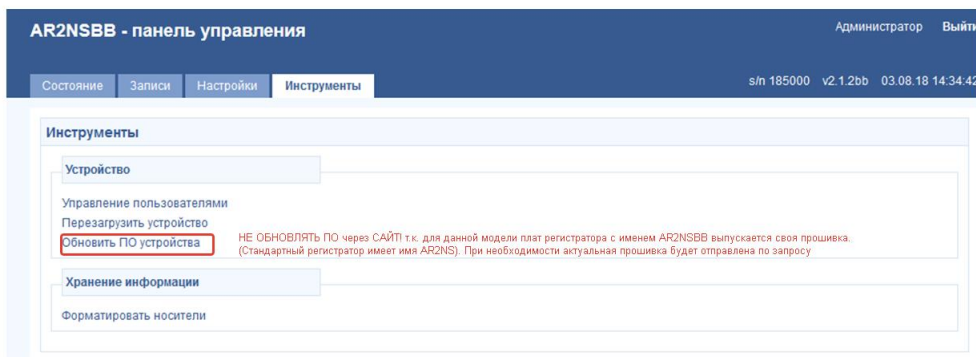 AR2NSBB - панель управления
Администратор Выйти
Состояние Записи Настройки Инструменты
s/n 185000 v2.1.2bb 03.08.18 14:34:42
Инструменты
Устройство
Управление пользователями
Перезагрузить устройство
Обновить ПО устройства
НЕ ОБНОВЛЯТЬ ПО через САЙТ! т.к. для данной модели плат регистратора с именем AR2NSBB выпускается своя прошивка.
(Стандартный регистратор имеет имя AR2NS). При необходимости актуальная прошивка будет отправлена по запросу
Хранение информации
Форматировать носители